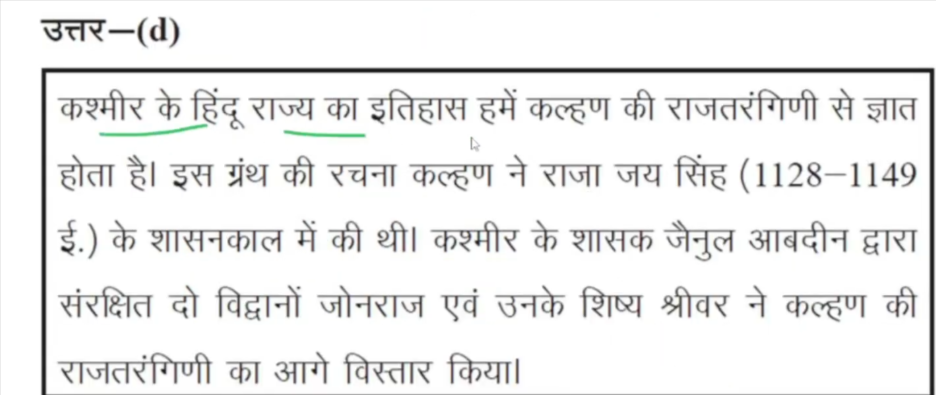 उत्तर—(d)
कश्मीर के हिंदू राज्य का इतिहास हमें कल्हण की राजतरंगिणी से ज्ञात
होता है। इस ग्रंथ की रचना कल्हण ने राजा जय सिंह (1128–1149
ई.) के शासनकाल में की थी। कश्मीर के शासक जैनुल आबदीन द्वारा
संरक्षित दो विद्वानों जोनराज एवं उनके शिष्य श्रीवर ने कल्हण की
राजतरंगिणी का आगे विस्तार किया।